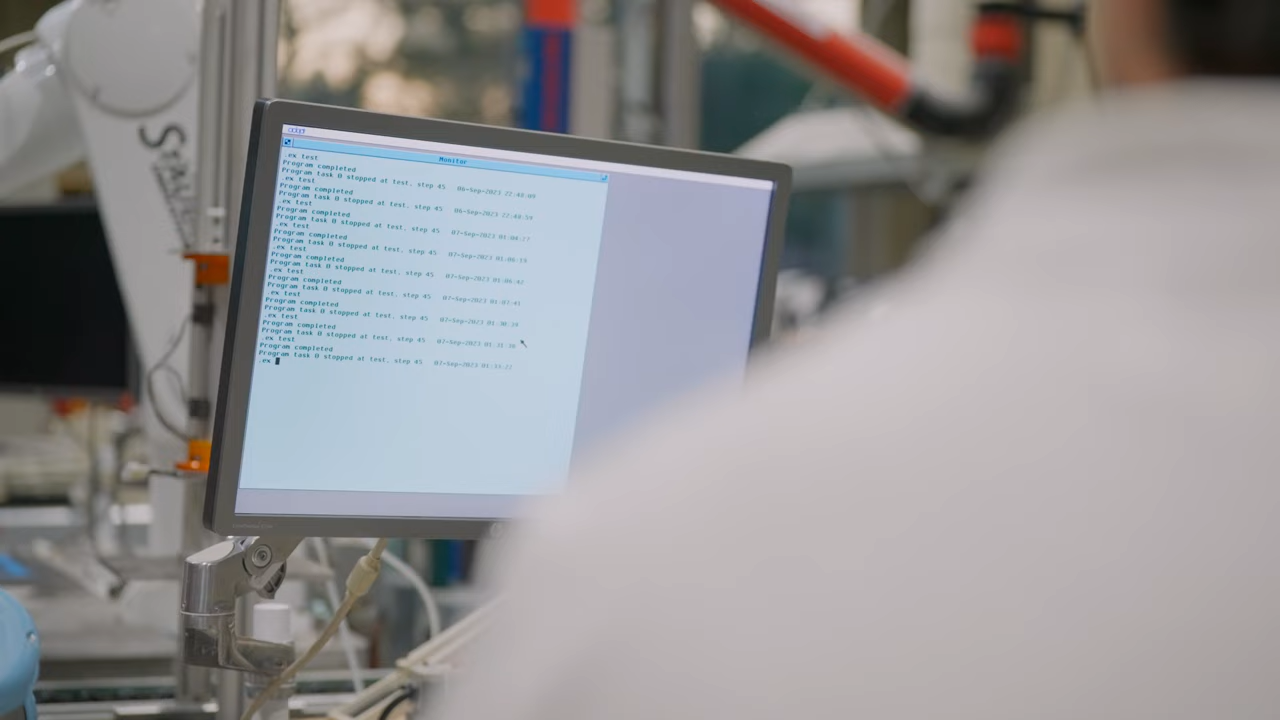 adept
Monitor
.ex test
Program completed
Program task 0 stopped at test, step 45 06-Sep-2023 22:48:09
.ex test
Program completed
Program task 0 stopped at test, step 45 06-Sep-2023 22:48:59
.ex test
Program completed
Program task 0 stopped at test, step 45 07-Sep-2023 01:04:27
.ex test
Program completed
Program task 0 stopped at test, step 45 07-Sep-2023 01:06:19
.ex test
Program completed
Program task 0 stopped at test, step 45 07-Sep-2023 01:06:42
.ex test
Program completed
Program task 0 stopped at test, step 45 07-Sep-2023 01:07:41
.ex test
Program completed
Program task 0 stopped at test, step 45 07-Sep-2023 01:30:24
.ex test
Program completed
Program task 0 stopped at test, step 45 07-Sep-2023 01:31:30
.ex test
Program completed
Program task 0 stopped at test, step 45 07-Sep-2023 01:33:22
.ex